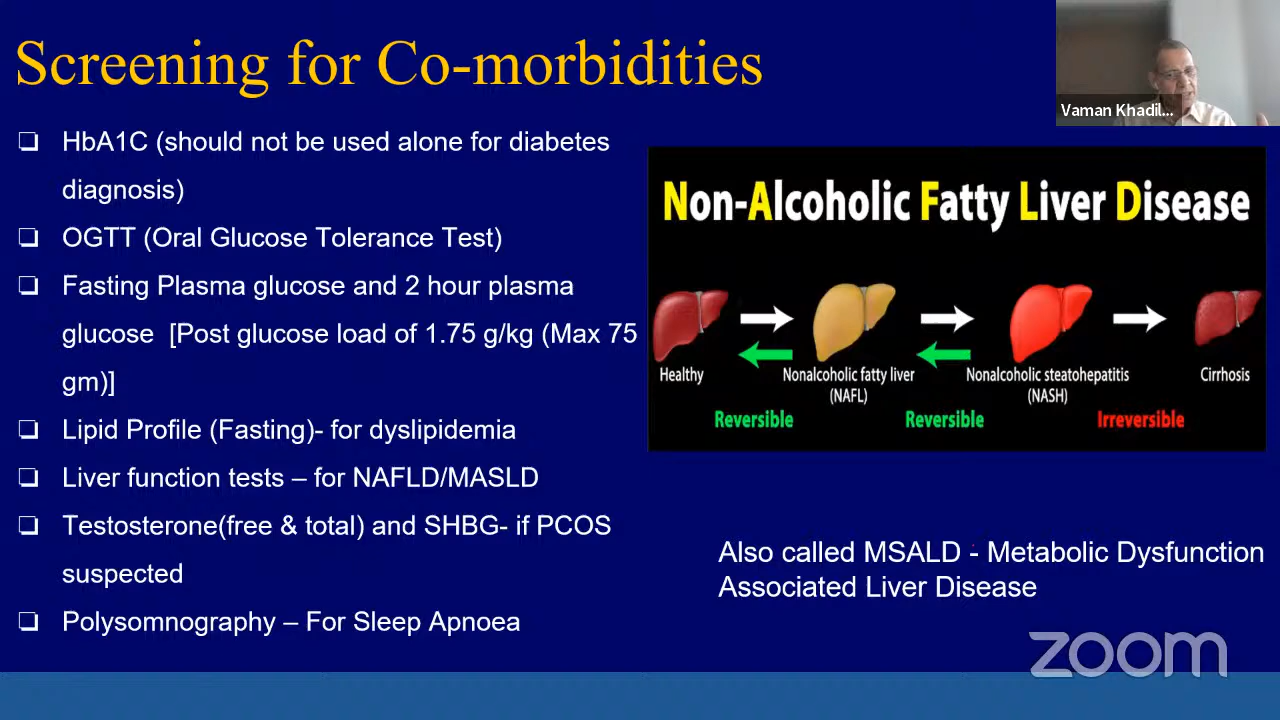 Screening for Co-morbidities
Vaman Khadil...
❑ HbA1C (should not be used alone for diabetes
diagnosis)
❑ OGTT (Oral Glucose Tolerance Test)
❑ Fasting Plasma glucose and 2 hour plasma
glucose [Post glucose load of 1.75 g/kg (Max 75
gm)]
❑ Lipid Profile (Fasting)- for dyslipidemia
❑ Liver function tests – for NAFLD/MASLD
❑ Testosterone(free & total) and SHBG- if PCOS
suspected
❑ Polysomnography – For Sleep Apnoea
Non-Alcoholic Fatty Liver Disease
Healthy
Nonalcoholic fatty liver
(NAFL)
Nonalcoholic steatohepatitis
(NASH)
Cirrhosis
Reversible
Reversible
Irreversible
Also called MSALD - Metabolic Dysfunction
Associated Liver Disease
zoom